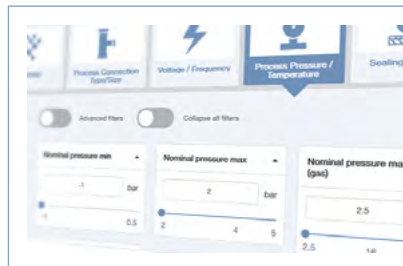 Process Connection
Type/Size
Voltage / Frequency
Process Pressure /
Temperature
Sealing
Advanced filters
Collapse all filters
Nominal pressure min
-1
bar
0.5
Nominal pressure max
2
bar
2
4
5
Nominal pressure ma
(gas)
2.5
2.5
16